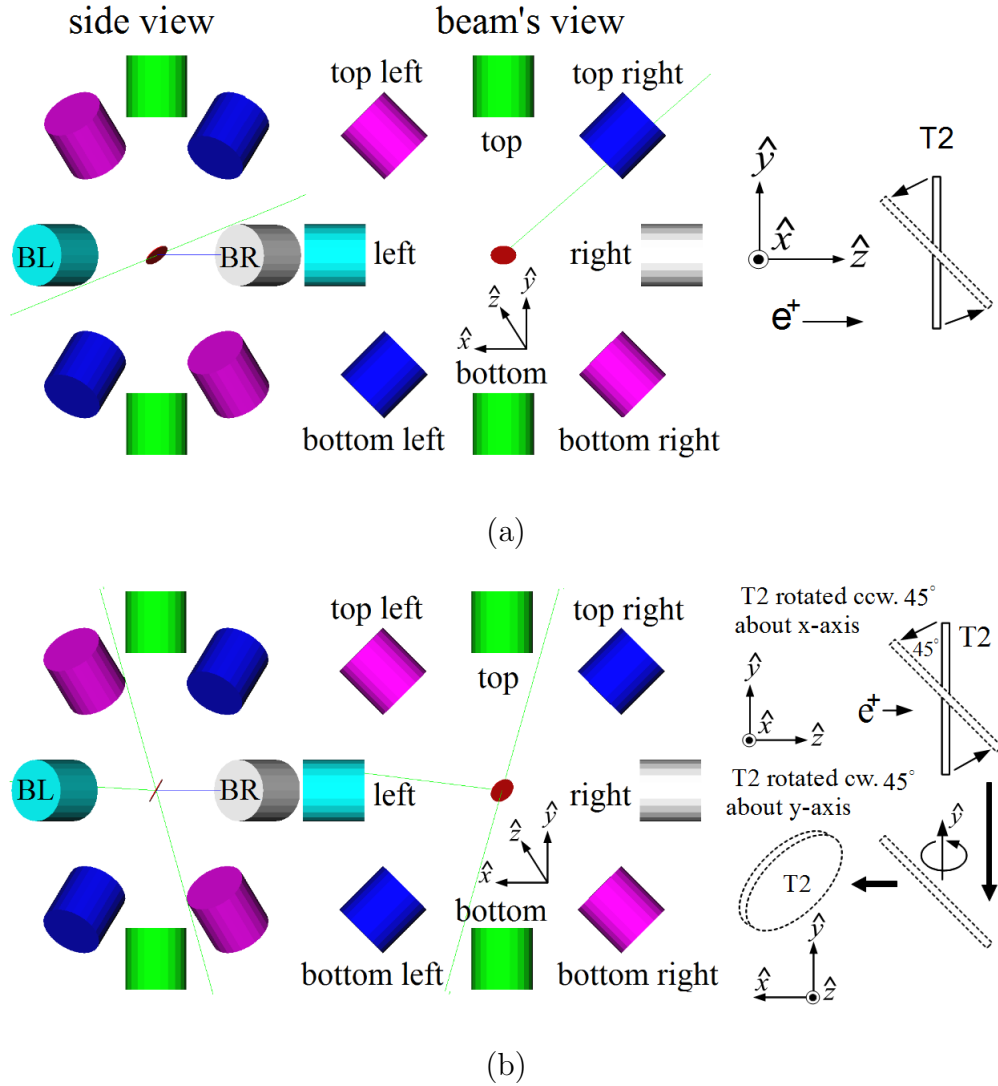 side view
beam's view
top left
top right
top
T2
BL
BR
left
right
ŷ
x̂
ẑ
e⁺
ẑ
ŷ
x̂
bottom
bottom left
bottom right
(a)
T2 rotated ccw. 45°
about x-axis
top left
top right
top
45°
T2
ŷ
x̂
ẑ
e⁺
BL
BR
left
right
T2 rotated cw. 45°
about y-axis
ẑ
ŷ
x̂
ŷ
T2
bottom
bottom left
bottom right
ŷ
x̂
ẑ
(b)